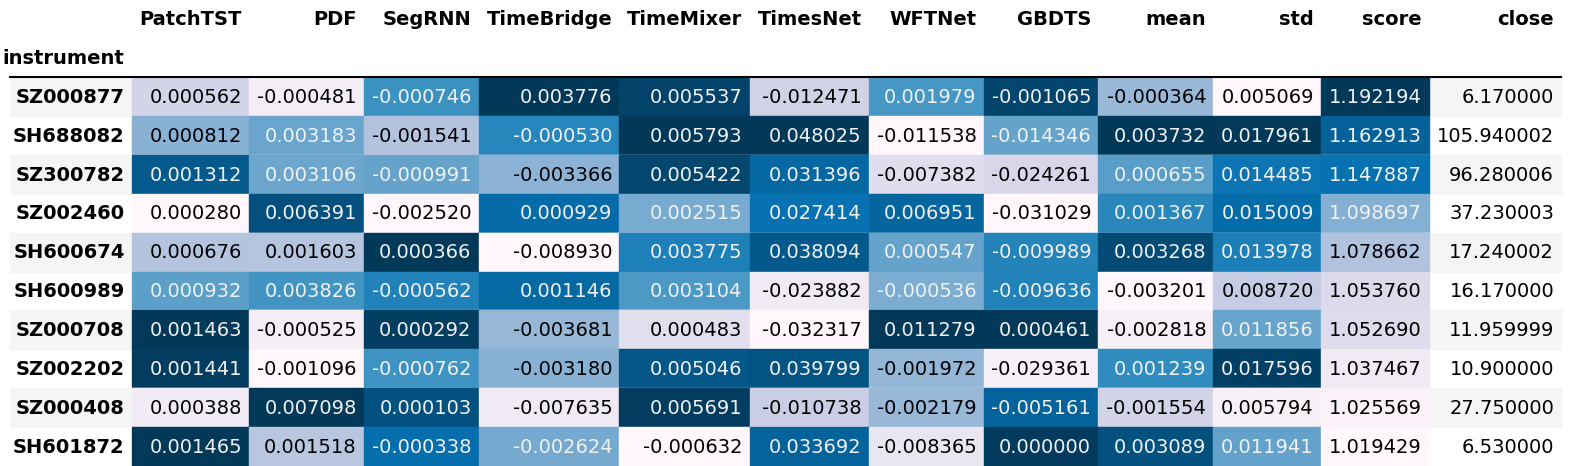 PatchTST PDF SegRNN TimeBridge TimeMixer TimesNet WFTNet GBDTS mean std score close
instrument
SZ000877 0.000562 -0.000481 -0.000746 0.003776 0.005537 -0.012471 0.001979 -0.001065 -0.000364 0.005069 1.192194 6.170000
SH688082 0.000812 0.003183 -0.001541 -0.000530 0.005793 0.048025 -0.011538 -0.014346 0.003732 0.017961 1.162913 105.940002
SZ300782 0.001312 0.003106 -0.000991 -0.003366 0.005422 0.031396 -0.007382 -0.024261 0.000655 0.014485 1.147887 96.280006
SZ002460 0.000280 0.006391 -0.002520 0.000929 0.002515 0.027414 0.006951 -0.031029 0.001367 0.015009 1.098697 37.230003
SH600674 0.000676 0.001603 0.000366 -0.008930 0.003775 0.038094 0.000547 -0.009989 0.003268 0.013978 1.078662 17.240002
SH600989 0.000932 0.003826 -0.000562 0.001146 0.003104 -0.023882 -0.000536 -0.009636 -0.003201 0.008720 1.053760 16.170000
SZ000708 0.001463 -0.000525 0.000292 -0.003681 0.000483 -0.032317 0.011279 0.000461 -0.002818 0.011856 1.052690 11.959999
SZ002202 0.001441 -0.001096 -0.000762 -0.003180 0.005046 0.039799 -0.001972 -0.029361 0.001239 0.017596 1.037467 10.900000
SZ000408 0.000388 0.007098 0.000103 -0.007635 0.005691 -0.010738 -0.002179 -0.005161 -0.001554 0.005794 1.025569 27.750000
SH601872 0.001465 0.001518 -0.000338 -0.002624 -0.000632 0.033692 -0.008365 0.000000 0.003089 0.011941 1.019429 6.530000